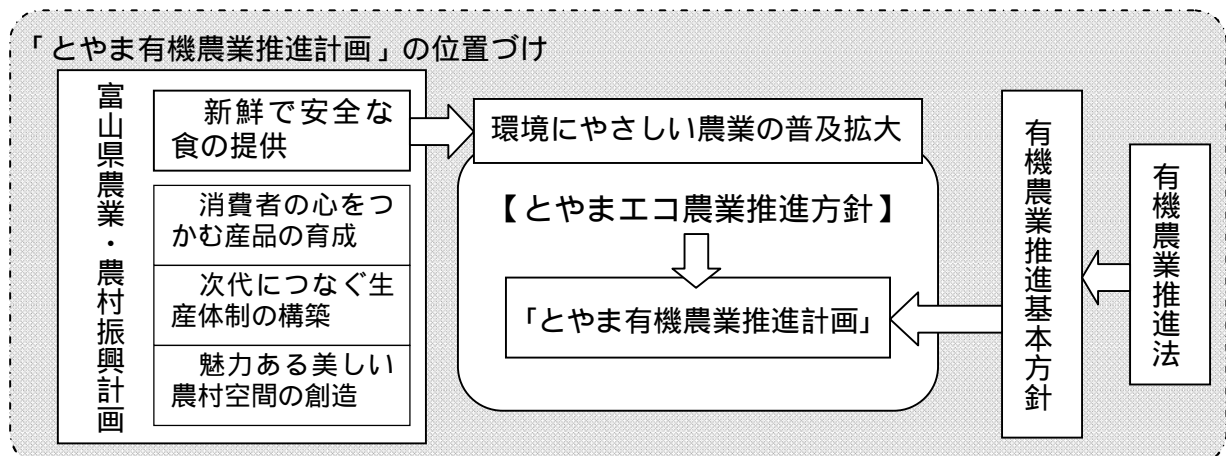 「とやま有機農業推進計画」の位置づけ
富山県農業・農村振興計画
新鮮で安全な
食の提供
消費者の心をつ
かむ産品の育成
次代につなぐ生
産体制の構築
魅力ある美しい
農村空間の創造
環境にやさしい農業の普及拡大
【とやまエコ農業推進方針】
「とやま有機農業推進計画」
有機農業推進基本方針
有機農業推進法